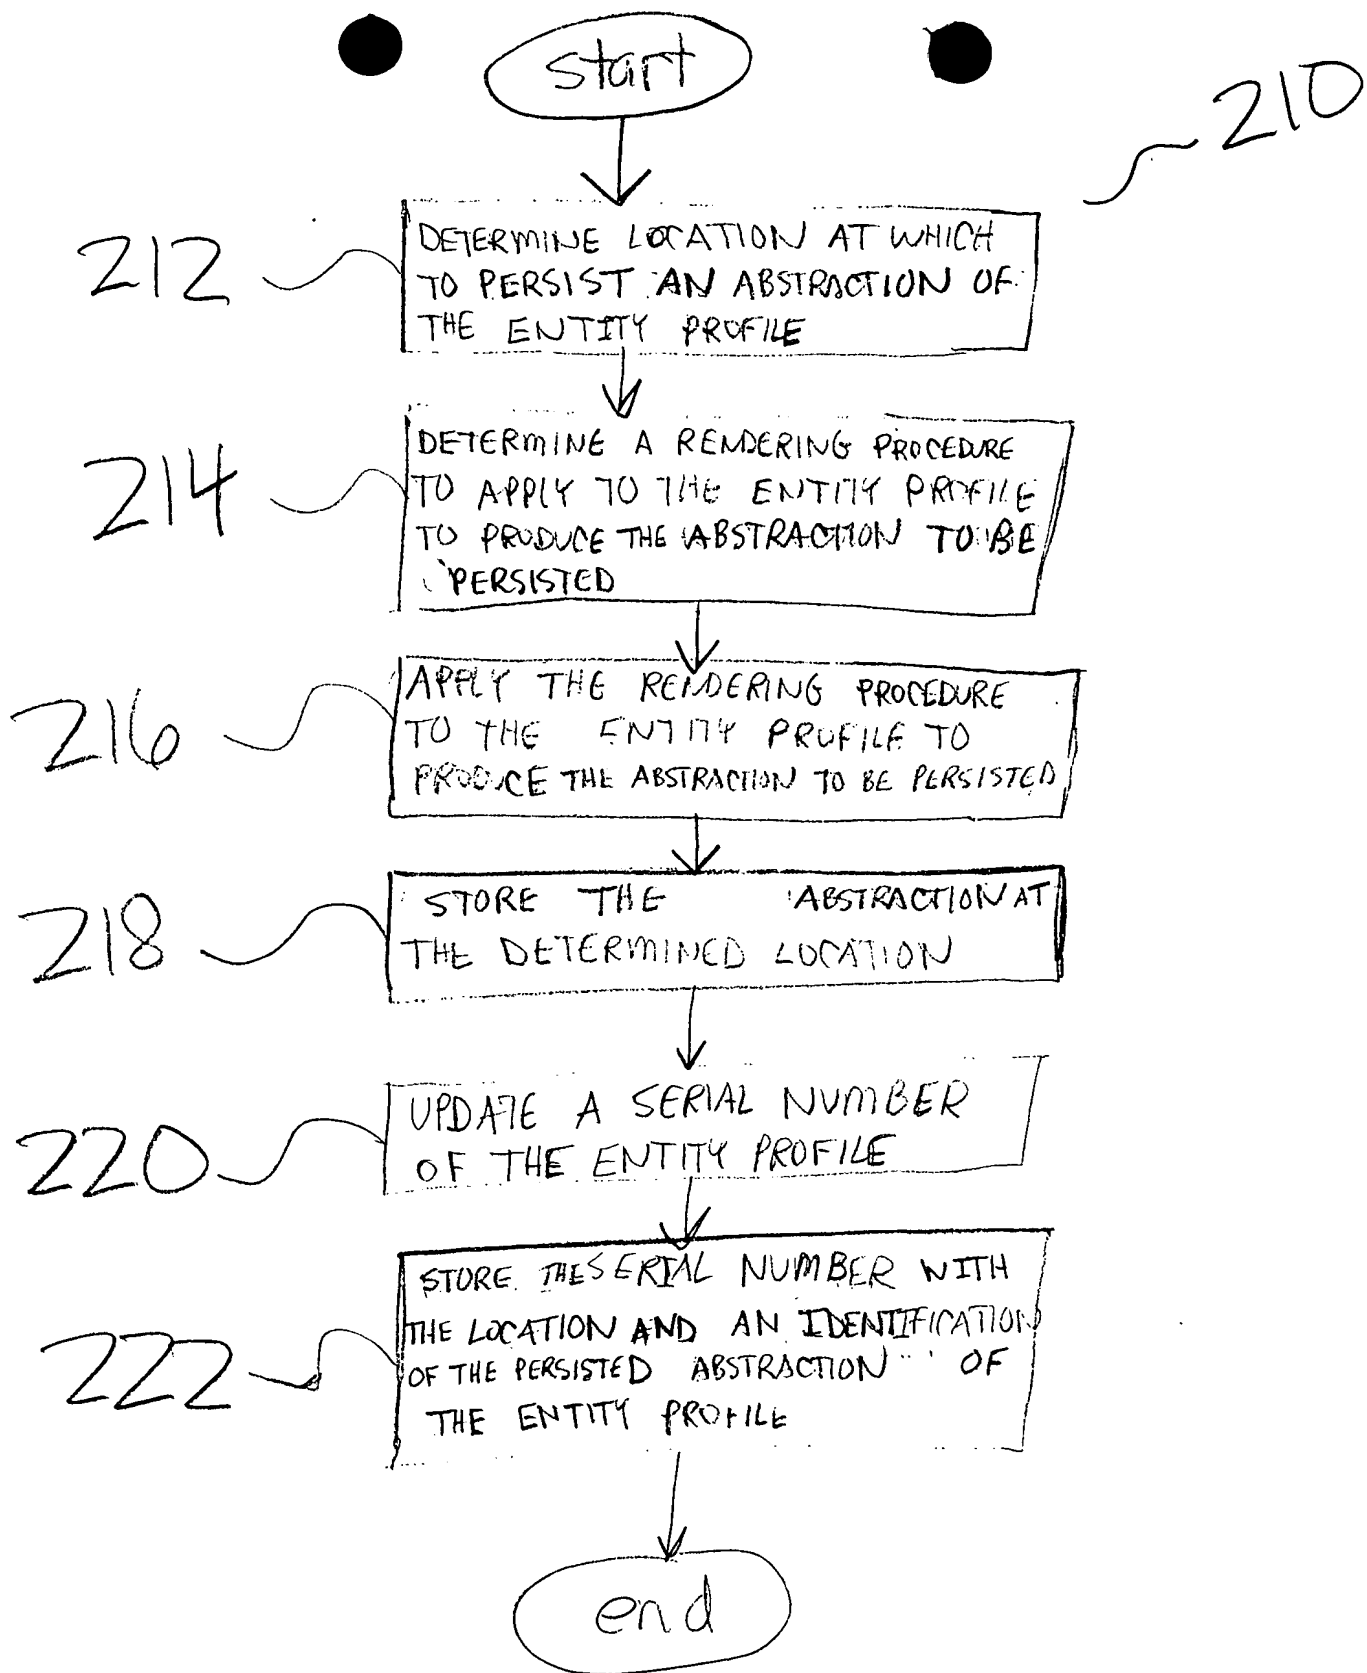 start
210
212
DETERMINE LOCATION AT WHICH
TO PERSIST AN ABSTRACTION OF
THE ENTITY PROFILE
214
DETERMINE A RENDERING PROCEDURE
TO APPLY TO THE ENTITY PROFILE
TO PRODUCE THE ABSTRACTION TO BE
PERSISTED
216
APPLY THE RENDERING PROCEDURE
TO THE ENTITY PROFILE TO
PRODUCE THE ABSTRACTION TO BE PERSISTED
218
STORE THE ABSTRACTION AT
THE DETERMINED LOCATION
220
UPDATE A SERIAL NUMBER
OF THE ENTITY PROFILE
222
STORE THE SERIAL NUMBER WITH
THE LOCATION AND AN IDENTIFICATION
OF THE PERSISTED ABSTRACTION OF
THE ENTITY PROFILE
end